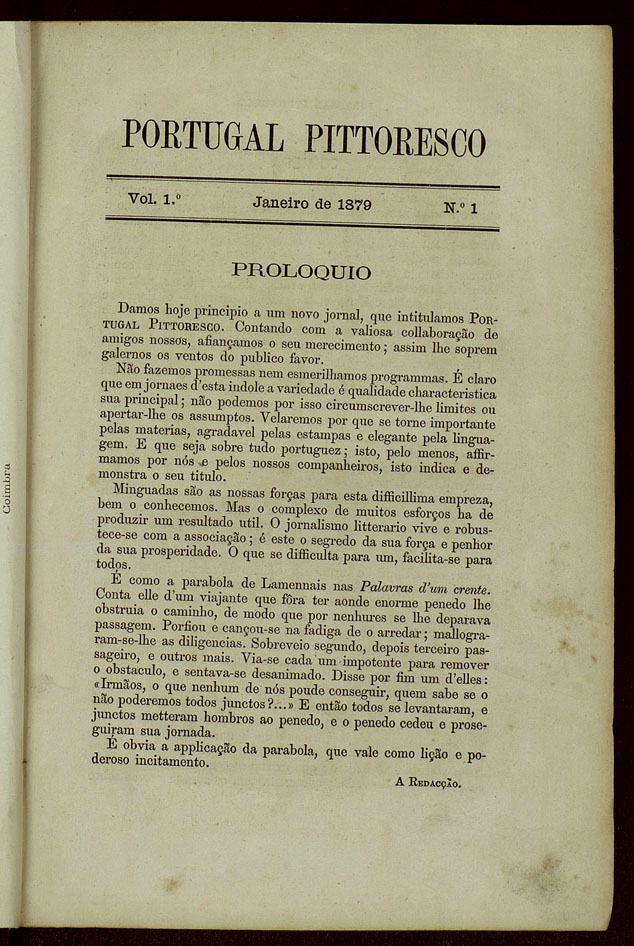 PORTUGAL PITTORESCO
Vol. 1.º Janeiro de 1879 N.º 1
PROLOQUIO
Damos hoje principio a um novo jornal, que intitulamos POR-
TUGAL PITTORESCO. Contando com a valiosa collaboração de
amigos nossos, afiançamos o seu merecimento; assim lhe soprem
galernos os ventos do publico favor.
Não fazemos promessas nem esmerilhamos programmas. É claro
que em jornaes d'esta indole a variedade é qualidade characteristica
sua principal; não podemos por isso circumscrever-lhe limites ou
apertar-lhe os assumptos. Velaremos por que se torne importante
pelas materias, agradavel pelas estampas e elegante pela lingua-
gem. E que seja sobre tudo portuguez; isto, pelo menos, affir-
mamos por nós e pelos nossos companheiros, isto indica e de-
monstra o seu titulo.
Minguadas são as nossas forças para esta difficillima empreza,
bem o conhecemos. Mas o complexo de muitos esforços ha de
produzir um resultado util. O jornalismo litterario vive e robus-
tece-se com a associação; é este o segredo da sua força e penhor
da sua prosperidade. O que se difficulta para um, facilita-se para
todos.
É como a parabola de Lamennais nas Palavras d'um crente.
Conta elle d'um viajante que fôra ter aonde enorme penedo lhe
obstruia o caminho, de modo que por nenhures se lhe deparava
passagem. Porfiou e cançou-se na fadiga de o arredar; mallogra-
ram-se-lhe as diligencias. Sobreveio segundo, depois terceiro pas-
sageiro, e outros mais. Via-se cada um impotente para remover
o obstaculo, e sentava-se desanimado. Disse por fim um d'elles:
«Irmãos, o que nenhum de nós poude conseguir, quem sabe se o
não poderemos todos junctos?...» E então todos se levantaram, e
junctos metteram hombros ao penedo, e o penedo cedeu e prose-
guiram sua jornada.
É obvia a applicação da parabola, que vale como lição e po-
deroso incitamento.
A REDACÇÃO.
Coimbra